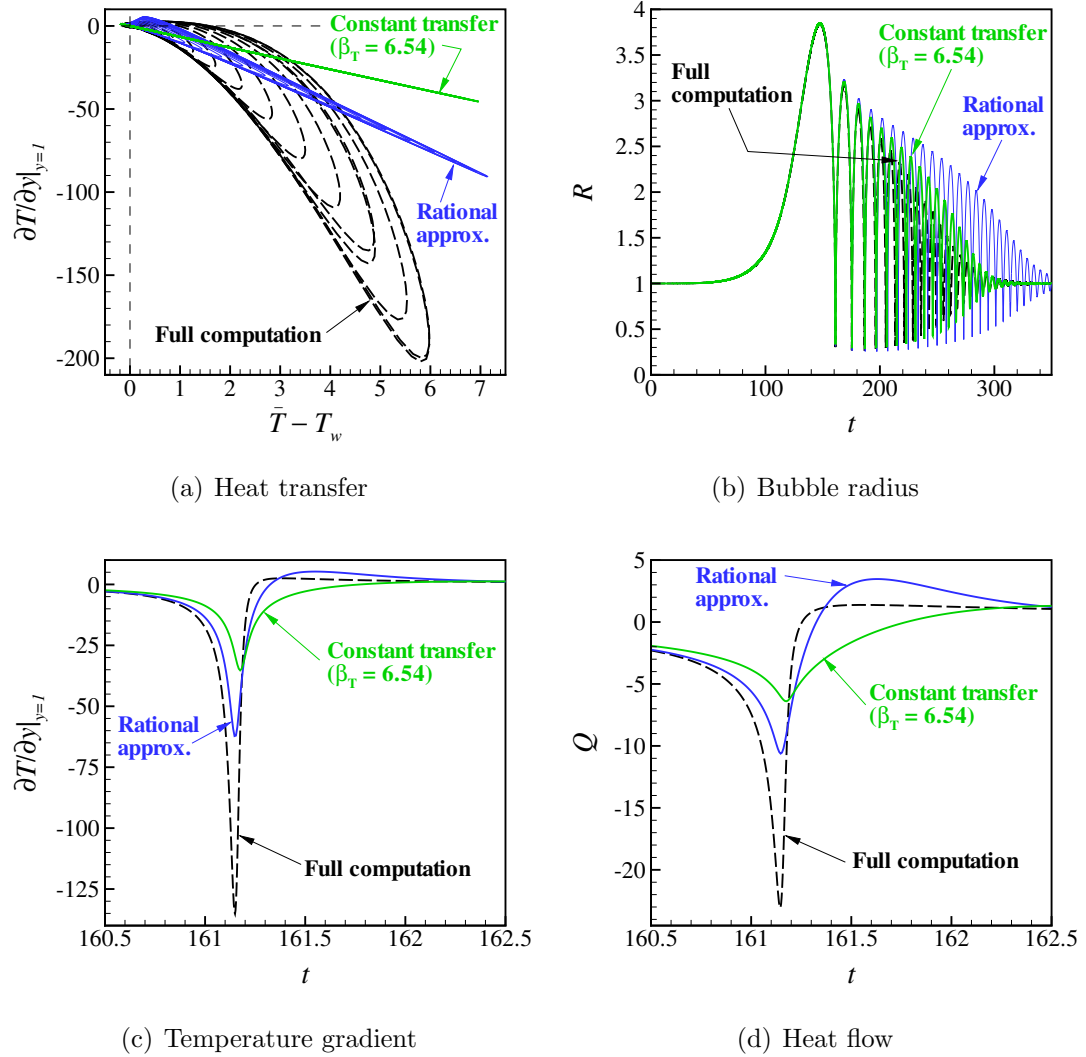 0
-50
-100
-150
-200
∂T/∂y|y=1
0 1 2 3 4 5 6 7
T̄ − Tw
Constant transfer
(βT = 6.54)
Rational
approx.
Full computation
(a) Heat transfer
4
3.5
3
2.5
2
1.5
1
0.5
0
R
0 100 200 300
t
Full
computation
Constant transfer
(βT = 6.54)
Rational
approx.
(b) Bubble radius
0
-25
-50
-75
-100
-125
∂T/∂y|y=1
160.5 161 161.5 162 162.5
t
Constant transfer
(βT = 6.54)
Rational
approx.
Full computation
(c) Temperature gradient
5
0
-5
-10
-15
-20
Q
160.5 161 161.5 162 162.5
t
Rational
approx.
Constant transfer
(βT = 6.54)
Full computation
(d) Heat flow